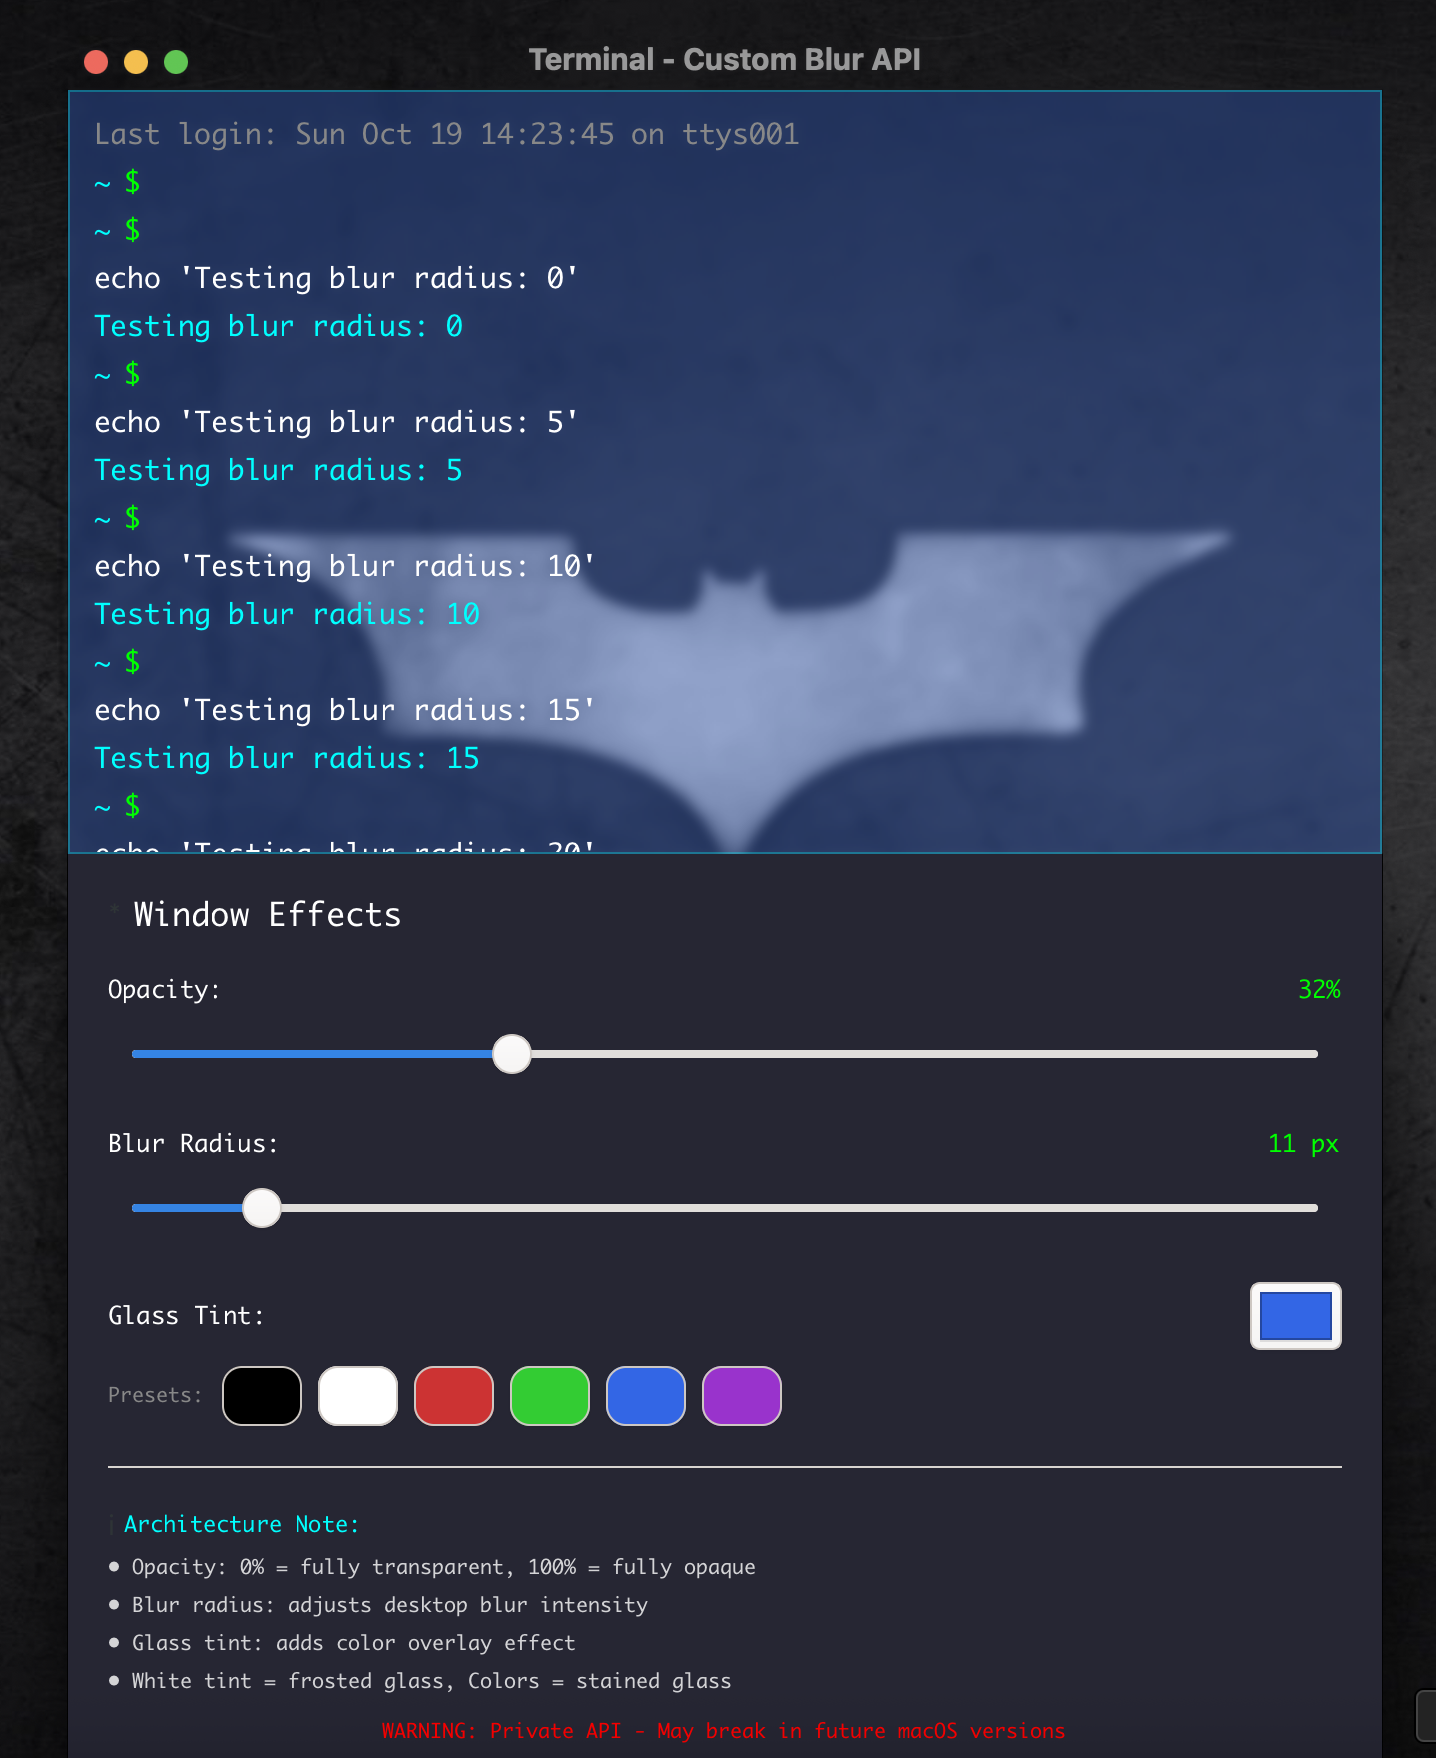 Terminal - Custom Blur API
Last login: Sun Oct 19 14:23:45 on ttys001
~ $
~ $
echo 'Testing blur radius: 0'
Testing blur radius: 0
~ $
echo 'Testing blur radius: 5'
Testing blur radius: 5
~ $
echo 'Testing blur radius: 10'
Testing blur radius: 10
~ $
echo 'Testing blur radius: 15'
Testing blur radius: 15
~ $
echo 'Testing blur radius: 20'
* Window Effects
Opacity: 32%
Blur Radius: 11 px
Glass Tint:
Presets:
Architecture Note:
• Opacity: 0% = fully transparent, 100% = fully opaque
• Blur radius: adjusts desktop blur intensity
• Glass tint: adds color overlay effect
• White tint = frosted glass, Colors = stained glass
WARNING: Private API - May break in future macOS versions